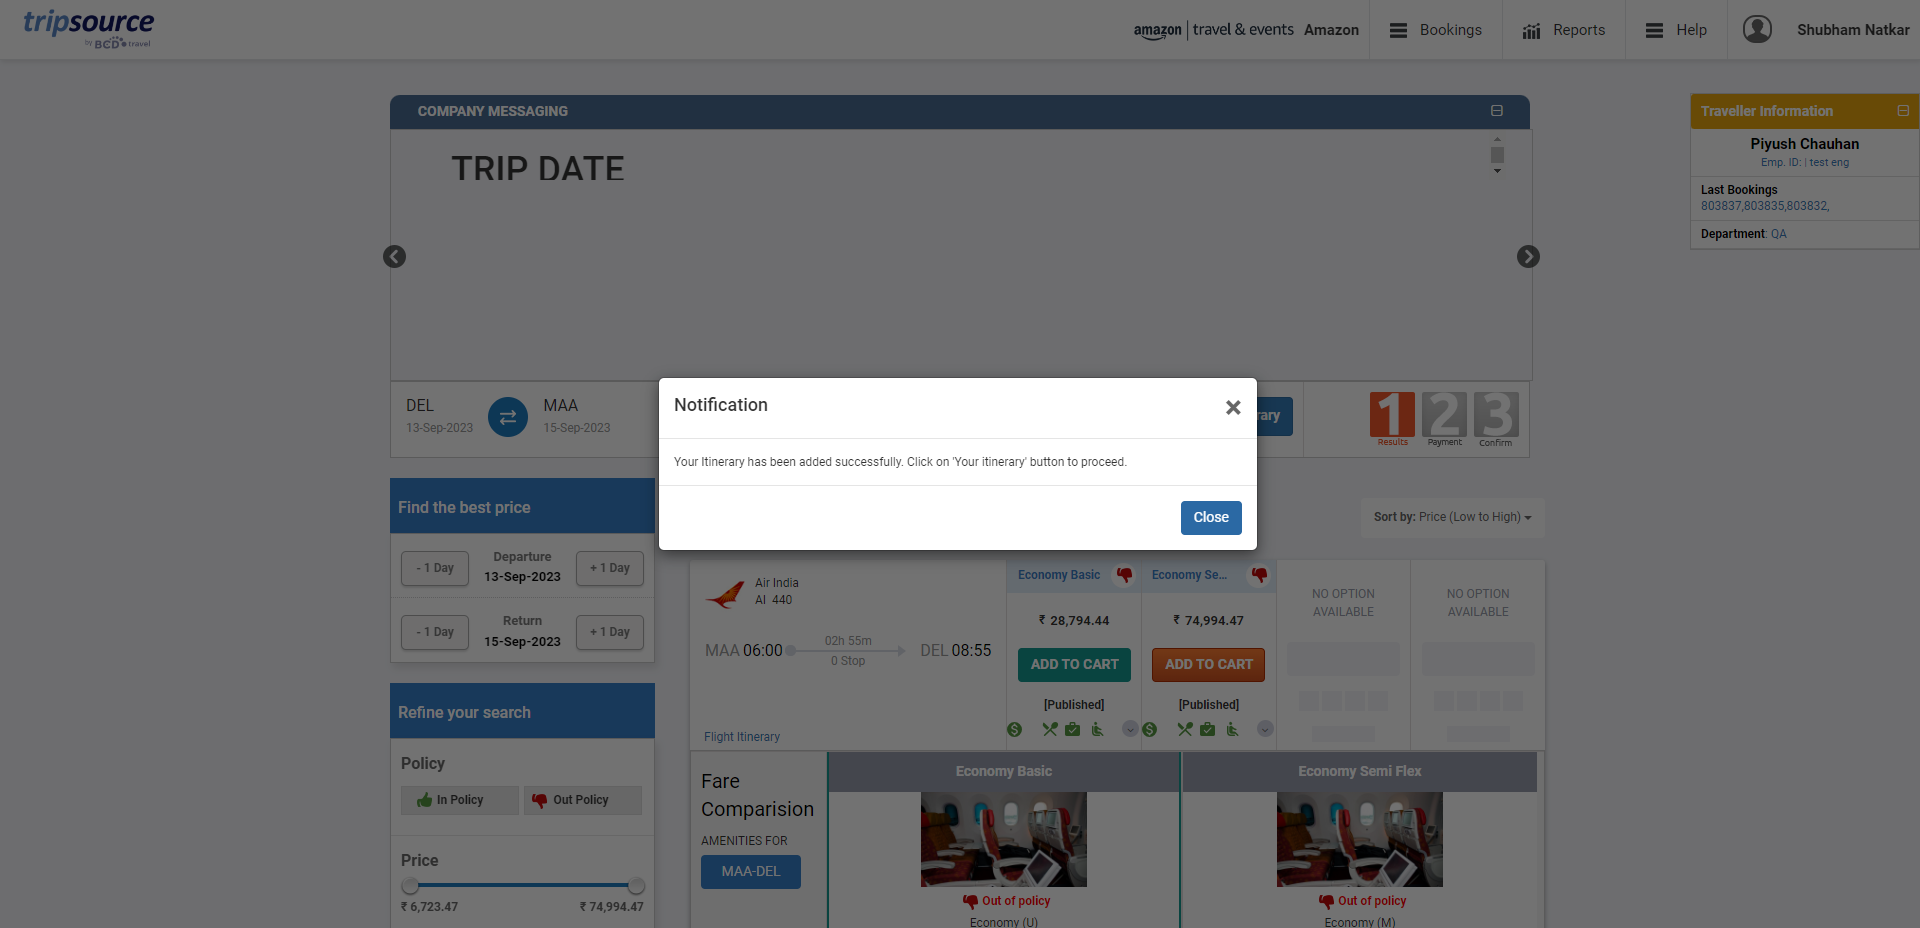 tripsource
by BCD travel
amazon | travel & events Amazon
Bookings
Reports
Help
Shubham Natkar
COMPANY MESSAGING
TRIP DATE
Traveller Information
Piyush Chauhan
Emp. ID: | test eng
Last Bookings
803837,803835,803832,
Department: QA
DEL
13-Sep-2023
MAA
15-Sep-2023
rary
1 2 3
Results Payment Confirm
Notification
Your Itinerary has been added successfully. Click on 'Your itinerary' button to proceed.
Close
Find the best price
- 1 Day
Departure
13-Sep-2023
+ 1 Day
- 1 Day
Return
15-Sep-2023
+ 1 Day
Refine your search
Policy
In Policy
Out Policy
Price
₹ 6,723.47
₹ 74,994.47
Sort by: Price (Low to High)
Air India
AI 440
MAA 06:00
02h 55m
0 Stop
DEL 08:55
Flight Itinerary
Economy Basic
₹ 28,794.44
ADD TO CART
[Published]
Economy Se...
₹ 74,994.47
ADD TO CART
[Published]
NO OPTION
AVAILABLE
NO OPTION
AVAILABLE
Fare
Comparision
AMENITIES FOR
MAA-DEL
Economy Basic
Out of policy
Economy (U)
Economy Semi Flex
Out of policy
Economy (M)